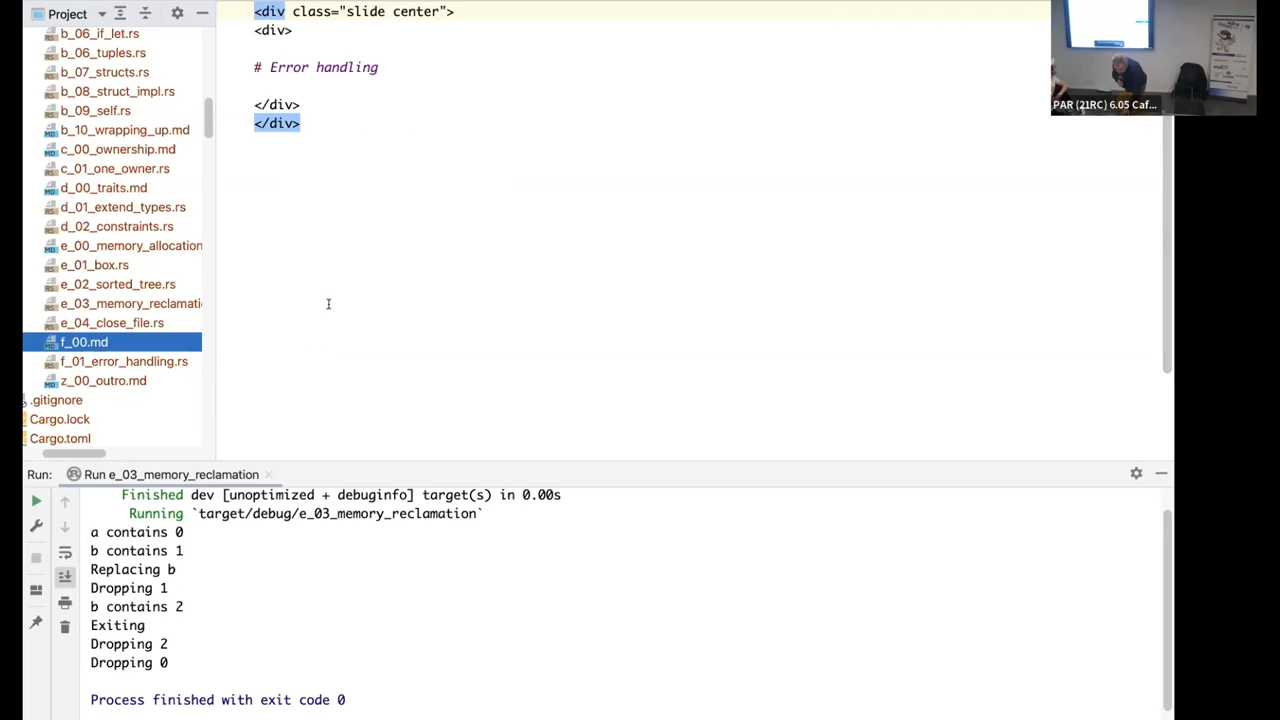 Project
b_06_if_let.rs
b_06_tuples.rs
b_07_structs.rs
b_08_struct_impl.rs
b_09_self.rs
b_10_wrapping_up.md
c_00_ownership.md
c_01_one_owner.rs
d_00_traits.md
d_01_extend_types.rs
d_02_constraints.rs
e_00_memory_allocation
e_01_box.rs
e_02_sorted_tree.rs
e_03_memory_reclamati
e_04_close_file.rs
f_00.md
f_01_error_handling.rs
z_00_outro.md
.gitignore
Cargo.lock
Cargo.toml
<div class="slide center">
<div>
# Error handling
</div>
</div>
PAR (21RC) 6.05 Caf...
Run: Run e_03_memory_reclamation
Finished dev [unoptimized + debuginfo] target(s) in 0.00s
Running `target/debug/e_03_memory_reclamation`
a contains 0
b contains 1
Replacing b
Dropping 1
b contains 2
Exiting
Dropping 2
Dropping 0
Process finished with exit code 0